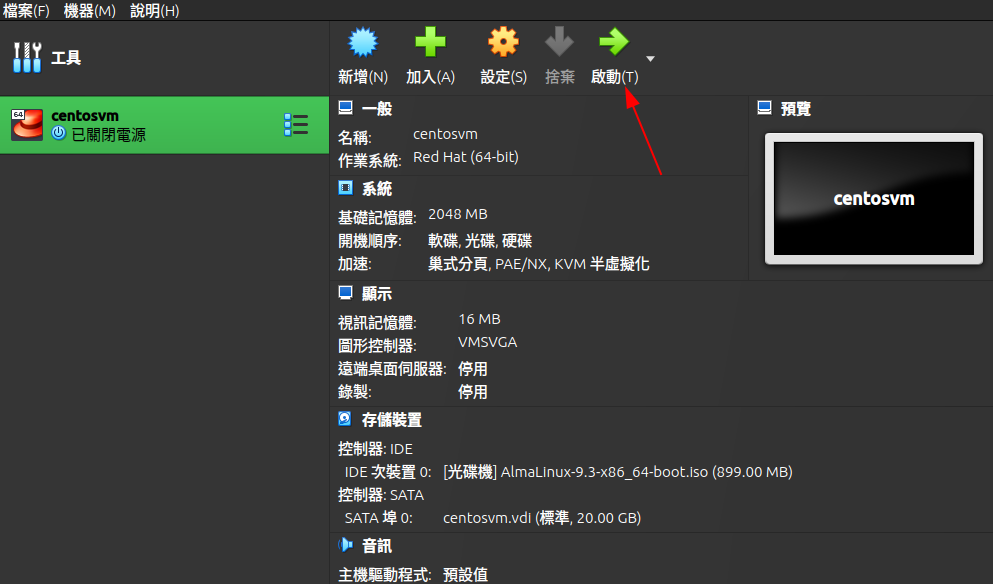 檔案(F) 機器(M) 說明(H)
工具
新增(N) 加入(A) 設定(S) 捨棄 啟動(T)
64
centosvm
已關閉電源
一般
名稱: centosvm
作業系統: Red Hat (64-bit)
系統
基礎記憶體: 2048 MB
開機順序: 軟碟, 光碟, 硬碟
加速: 巢式分頁, PAE/NX, KVM 半虛擬化
預覽
centosvm
顯示
視訊記憶體: 16 MB
圖形控制器: VMSVGA
遠端桌面伺服器: 停用
錄製: 停用
存儲裝置
控制器: IDE
IDE 次裝置 0: [光碟機] AlmaLinux-9.3-x86_64-boot.iso (899.00 MB)
控制器: SATA
SATA 埠 0: centosvm.vdi (標準, 20.00 GB)
音訊
主機驅動程式: 預設值